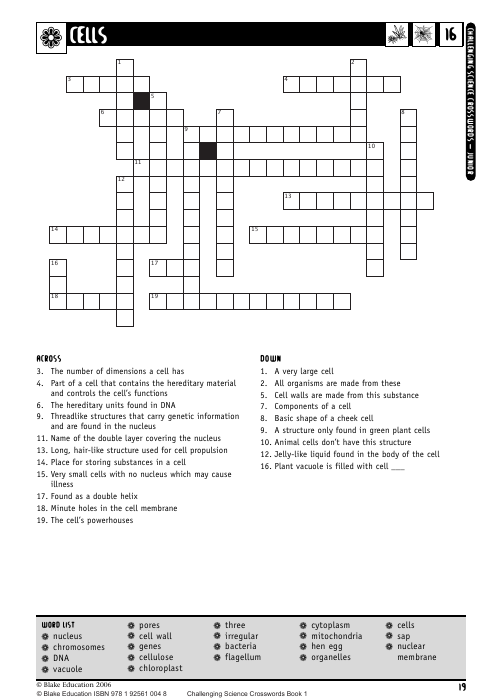 CELLS
16
CHALLENGING SCIENCE CROSSWORDS – JUNIOR
1
2
3
4
5
6
7
8
9
10
11
12
13
14
15
16
17
18
19
ACROSS
3. The number of dimensions a cell has
4. Part of a cell that contains the hereditary material
and controls the cell's functions
6. The hereditary units found in DNA
9. Threadlike structures that carry genetic information
and are found in the nucleus
11. Name of the double layer covering the nucleus
13. Long, hair-like structure used for cell propulsion
14. Place for storing substances in a cell
15. Very small cells with no nucleus which may cause
illness
17. Found as a double helix
18. Minute holes in the cell membrane
19. The cell's powerhouses
DOWN
1. A very large cell
2. All organisms are made from these
5. Cell walls are made from this substance
7. Components of a cell
8. Basic shape of a cheek cell
9. A structure only found in green plant cells
10. Animal cells don't have this structure
12. Jelly-like liquid found in the body of the cell
16. Plant vacuole is filled with cell ___
WORD LIST
nucleus
chromosomes
DNA
vacuole
pores
cell wall
genes
cellulose
chloroplast
three
irregular
bacteria
flagellum
cytoplasm
mitochondria
hen egg
organelles
cells
sap
nuclear
membrane
© Blake Education 2006
19
© Blake Education ISBN 978 1 92561 004 8 Challenging Science Crosswords Book 1